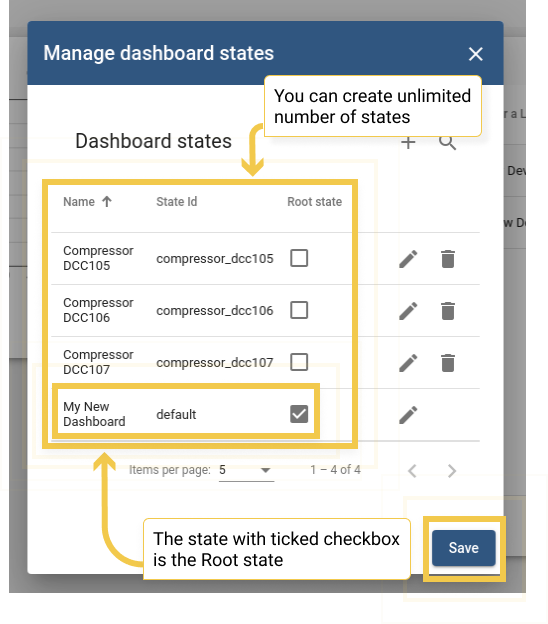 Manage dashboard states
You can create unlimited
number of states
Dashboard states
r a L
Name State Id Root state
Dev
Compressor
DCC105
compressor_dcc105
w D
Compressor
DCC106
compressor_dcc106
Compressor
DCC107
compressor_dcc107
My New
Dashboard
default
Items per page: 5 1 – 4 of 4
The state with ticked checkbox
is the Root state
Save